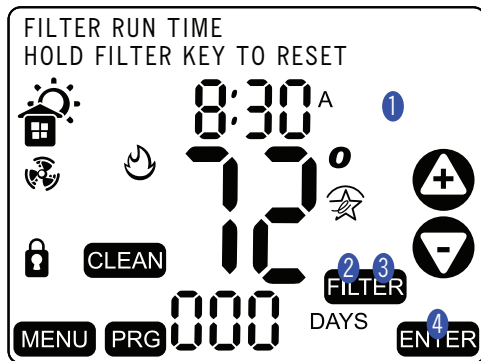 FILTER RUN TIME
HOLD FILTER KEY TO RESET
8:30 A
1
72°
+
-
CLEAN
2 3
FILTER
000 DAYS
4
MENU PRG ENTER